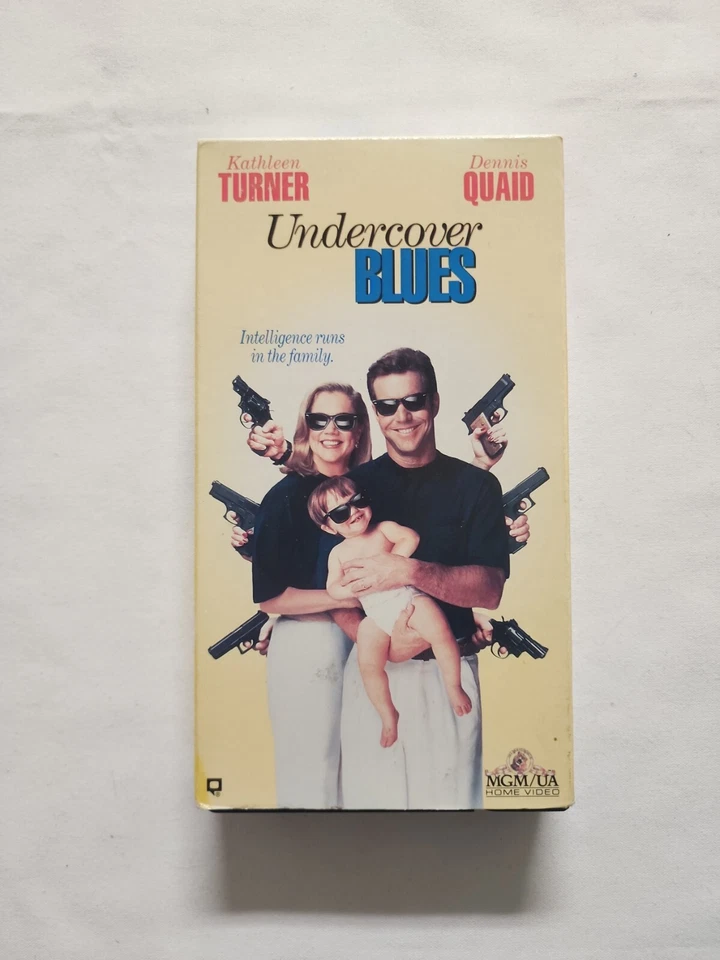 Kathleen
TURNER
Dennis
QUAID
Undercover
BLUES
Intelligence runs
in the family.
MGM/UA
HOME VIDEO